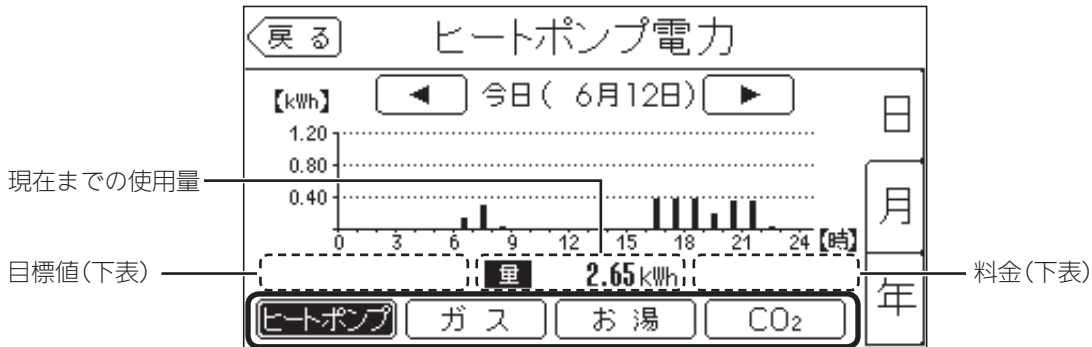 戻る ヒートポンプ電力
【kWh】 ◀ 今日( 6月12日) ▶ 日
1.20
0.80
現在までの使用量
0.40 月
0 3 6 9 12 15 18 21 24 【時】
目標値(下表) 量 2.65kWh 料金(下表)
年
ヒートポンプ ガス お湯 CO₂